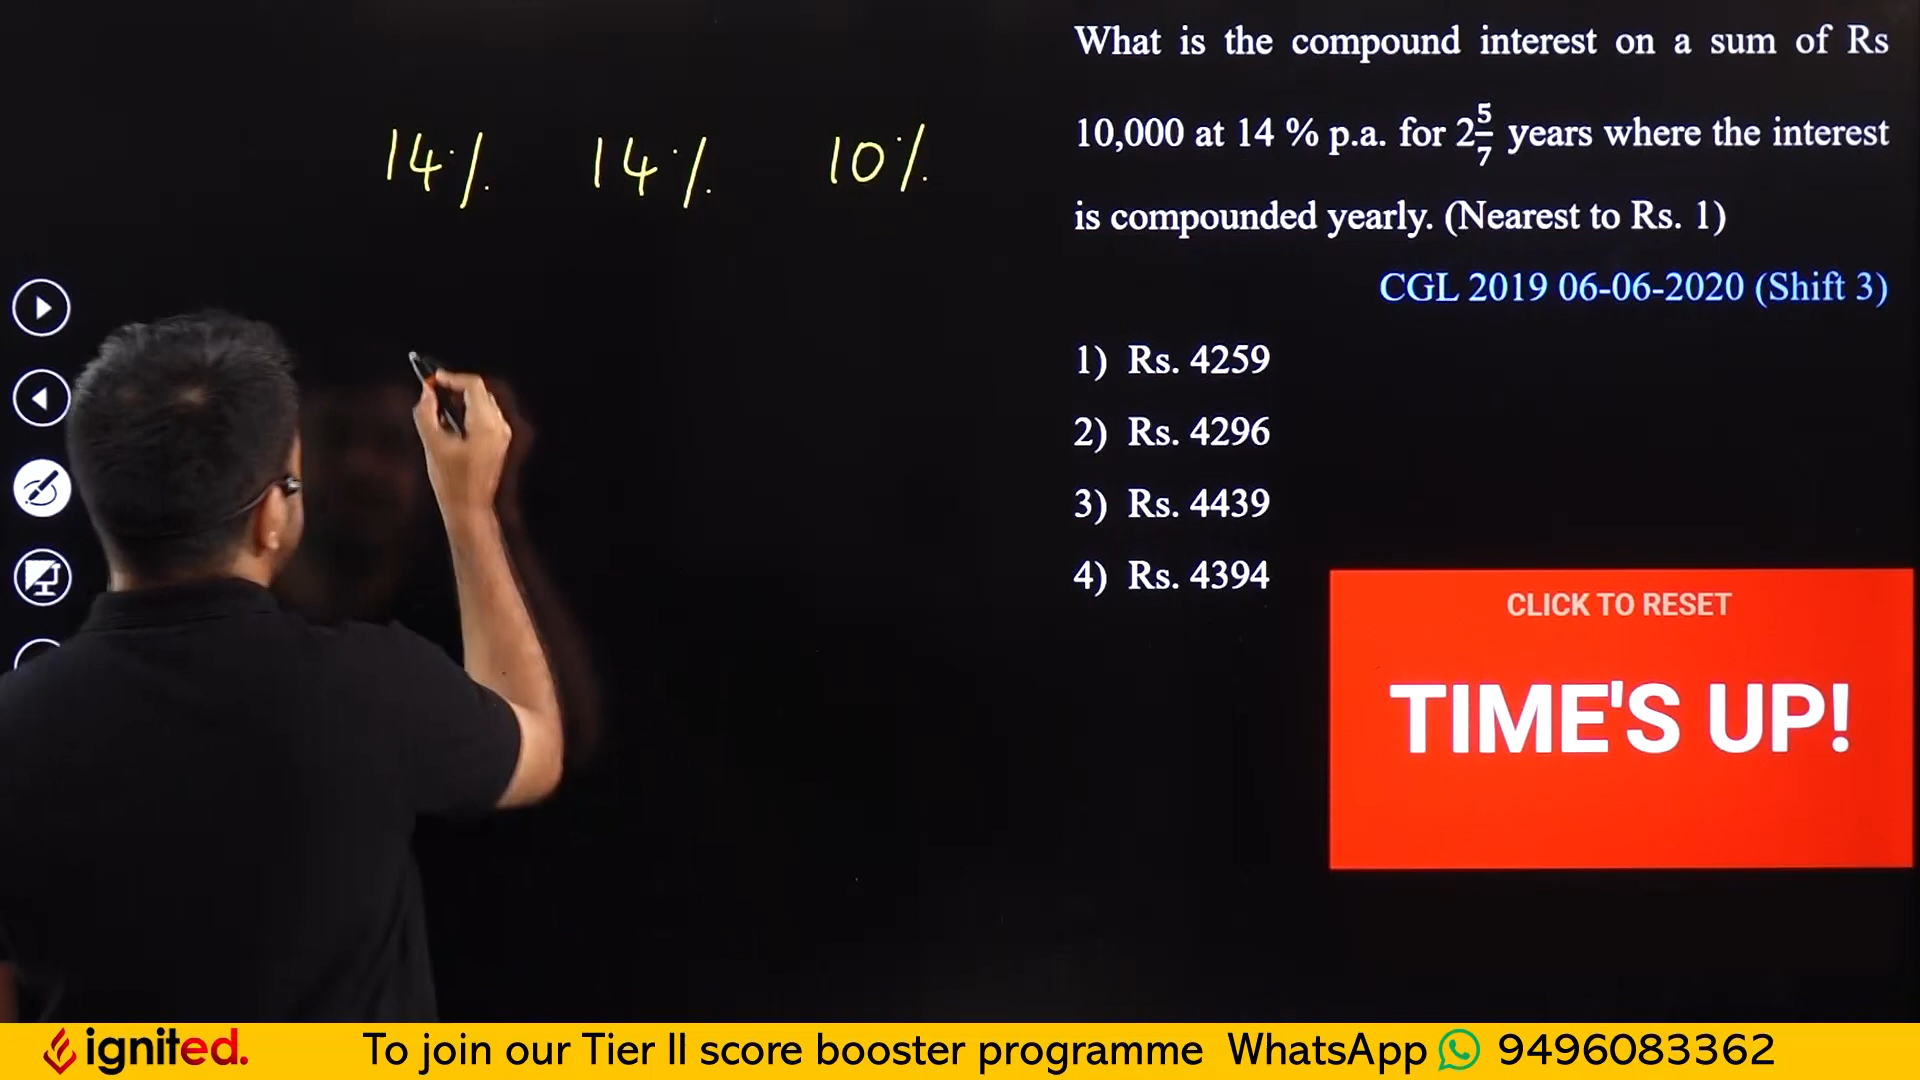 14% 14% 10%
What is the compound interest on a sum of Rs
10,000 at 14 % p.a. for 2 5/7 years where the interest
is compounded yearly. (Nearest to Rs. 1)
CGL 2019 06-06-2020 (Shift 3)
1) Rs. 4259
2) Rs. 4296
3) Rs. 4439
4) Rs. 4394
CLICK TO RESET
TIME'S UP!
ignited. To join our Tier II score booster programme WhatsApp 9496083362